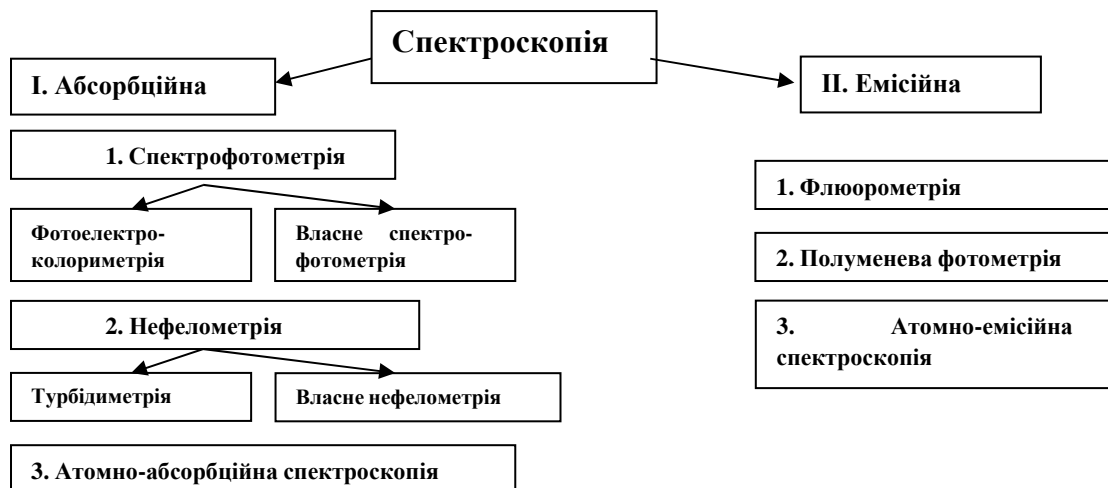 Спектроскопія
І. Абсорбційна
ІІ. Емісійна
1. Спектрофотометрія
Фотоелектро-
колориметрія
Власне спектро-
фотометрія
2. Нефелометрія
Турбідиметрія
Власне нефелометрія
3. Атомно-абсорбційна спектроскопія
1. Флюорометрія
2. Полуменева фотометрія
3. Атомно-емісійна
спектроскопія